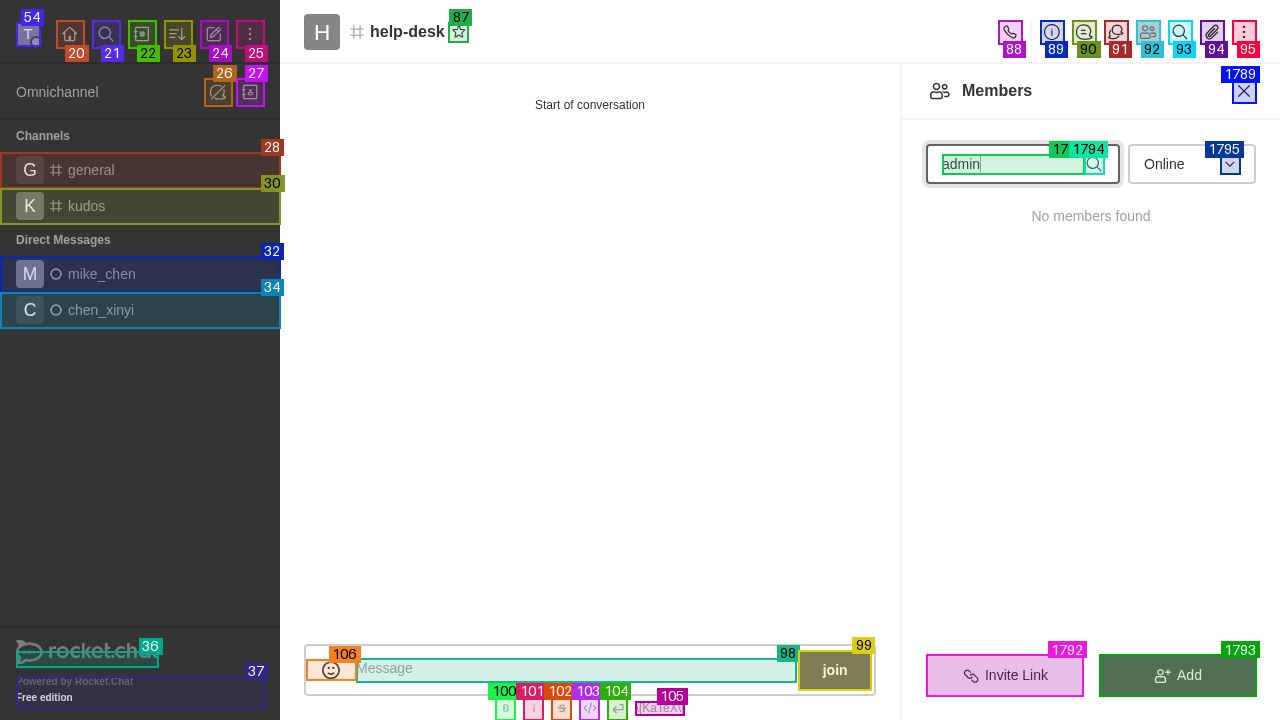 54
T
20
21
22
23
24
25
H
help-desk
87
88
89
90
91
92
93
94
95
Omnichannel
26
27
Start of conversation
Members
1789
Channels
28
G general
30
K kudos
Direct Messages
32
M mike_chen
34
C chen_xinyi
admin
17
1794
Online
1795
No members found
36
rocket.cha
37
Powered by Rocket.Chat
Free edition
106
Message
98
99
join
100
101
102
103
104
105
B
i
S
</>
\[KaTeX\]
1792
Invite Link
1793
Add